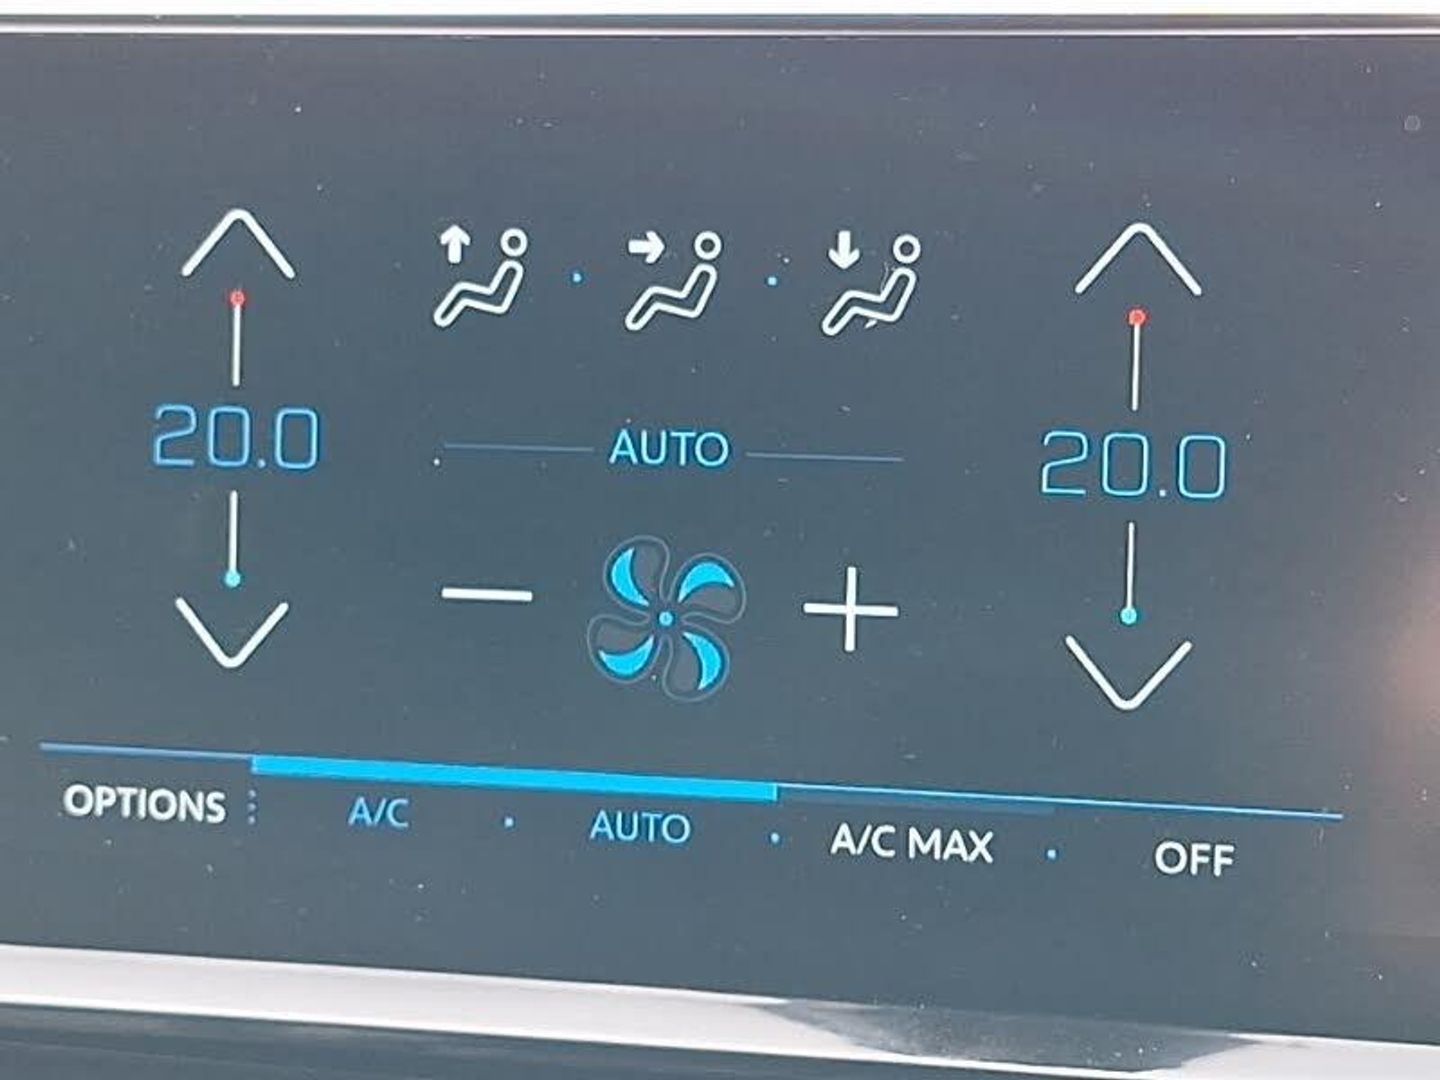 20.0
AUTO
20.0
OPTIONS
A/C
AUTO
A/C MAX
OFF